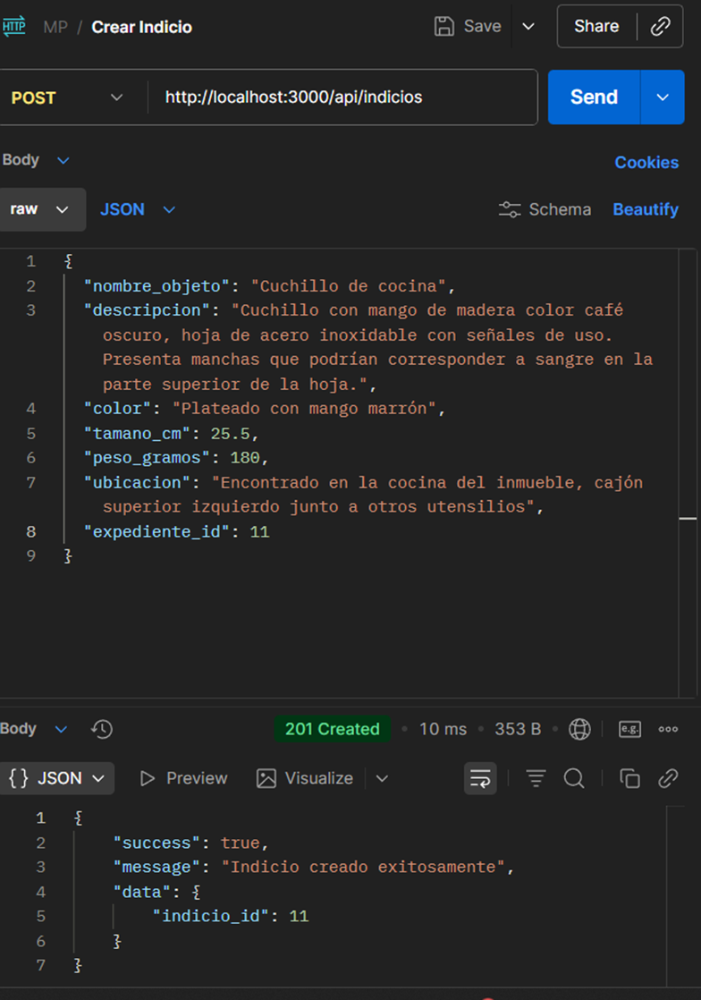 HTTP MP / Crear Indicio Save Share
POST http://localhost:3000/api/indicios Send
Body Cookies
raw JSON Schema Beautify
1 {
2 "nombre_objeto": "Cuchillo de cocina",
3 "descripcion": "Cuchillo con mango de madera color café
oscuro, hoja de acero inoxidable con señales de uso.
Presenta manchas que podrían corresponder a sangre en la
parte superior de la hoja.",
4 "color": "Plateado con mango marrón",
5 "tamano_cm": 25.5,
6 "peso_gramos": 180,
7 "ubicacion": "Encontrado en la cocina del inmueble, cajón
superior izquierdo junto a otros utensilios",
8 "expediente_id": 11
9 }
Body 201 Created • 10 ms • 353 B • e.g.
{} JSON Preview Visualize
1 {
2 "success": true,
3 "message": "Indicio creado exitosamente",
4 "data": {
5 "indicio_id": 11
6 }
7 }